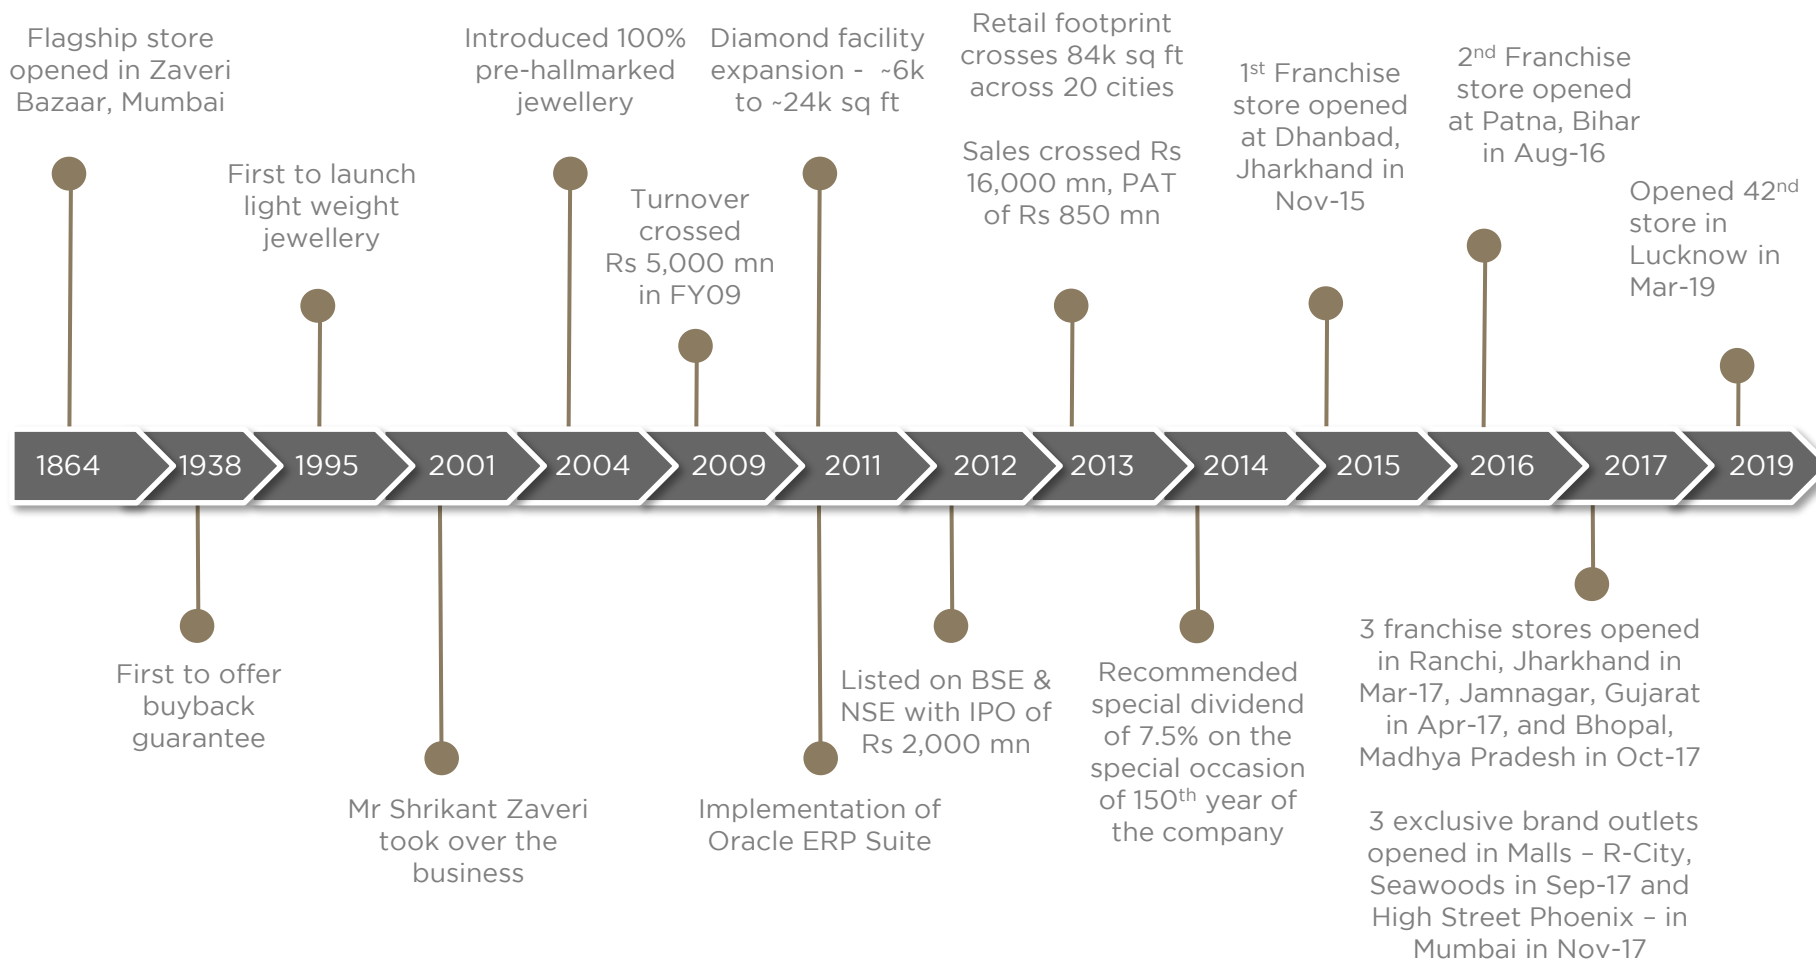 Flagship store
opened in Zaveri
Bazaar, Mumbai
First to launch
light weight
jewellery
Introduced 100%
pre-hallmarked
jewellery
Turnover
crossed
Rs 5,000 mn
in FY09
Diamond facility
expansion - ~6k
to ~24k sq ft
Retail footprint
crosses 84k sq ft
across 20 cities
Sales crossed Rs
16,000 mn, PAT
of Rs 850 mn
1st Franchise
store opened
at Dhanbad,
Jharkhand in
Nov-15
2nd Franchise
store opened
at Patna, Bihar
in Aug-16
Opened 42nd
store in
Lucknow in
Mar-19
1864 1938 1995 2001 2004 2009 2011 2012 2013 2014 2015 2016 2017 2019
First to offer
buyback
guarantee
Mr Shrikant Zaveri
took over the
business
Implementation of
Oracle ERP Suite
Listed on BSE &
NSE with IPO of
Rs 2,000 mn
Recommended
special dividend
of 7.5% on the
special occasion
of 150th year of
the company
3 franchise stores opened
in Ranchi, Jharkhand in
Mar-17, Jamnagar, Gujarat
in Apr-17, and Bhopal,
Madhya Pradesh in Oct-17
3 exclusive brand outlets
opened in Malls – R-City,
Seawoods in Sep-17 and
High Street Phoenix – in
Mumbai in Nov-17